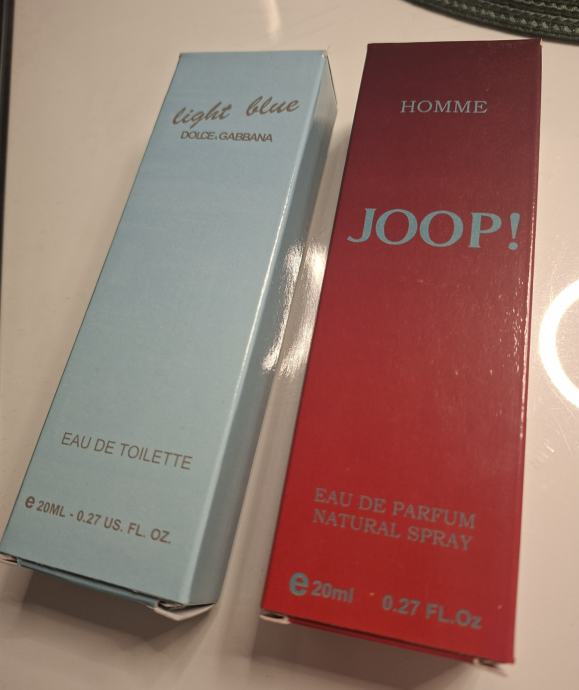 light blue
DOLCE & GABBANA
EAU DE TOILETTE
e 20ML - 0.27 US. FL. OZ.
HOMME
JOOP!
EAU DE PARFUM
NATURAL SPRAY
e 20ml 0.27 FL.Oz